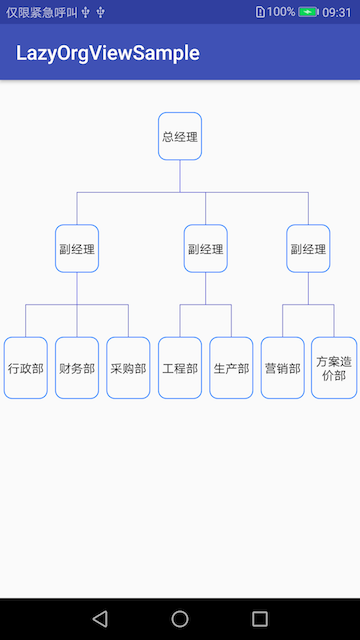 仅限紧急呼叫 100% 09:31
LazyOrgViewSample
总经理
副经理 副经理 副经理
行政部 财务部 采购部 工程部 生产部 营销部 方案造
价部